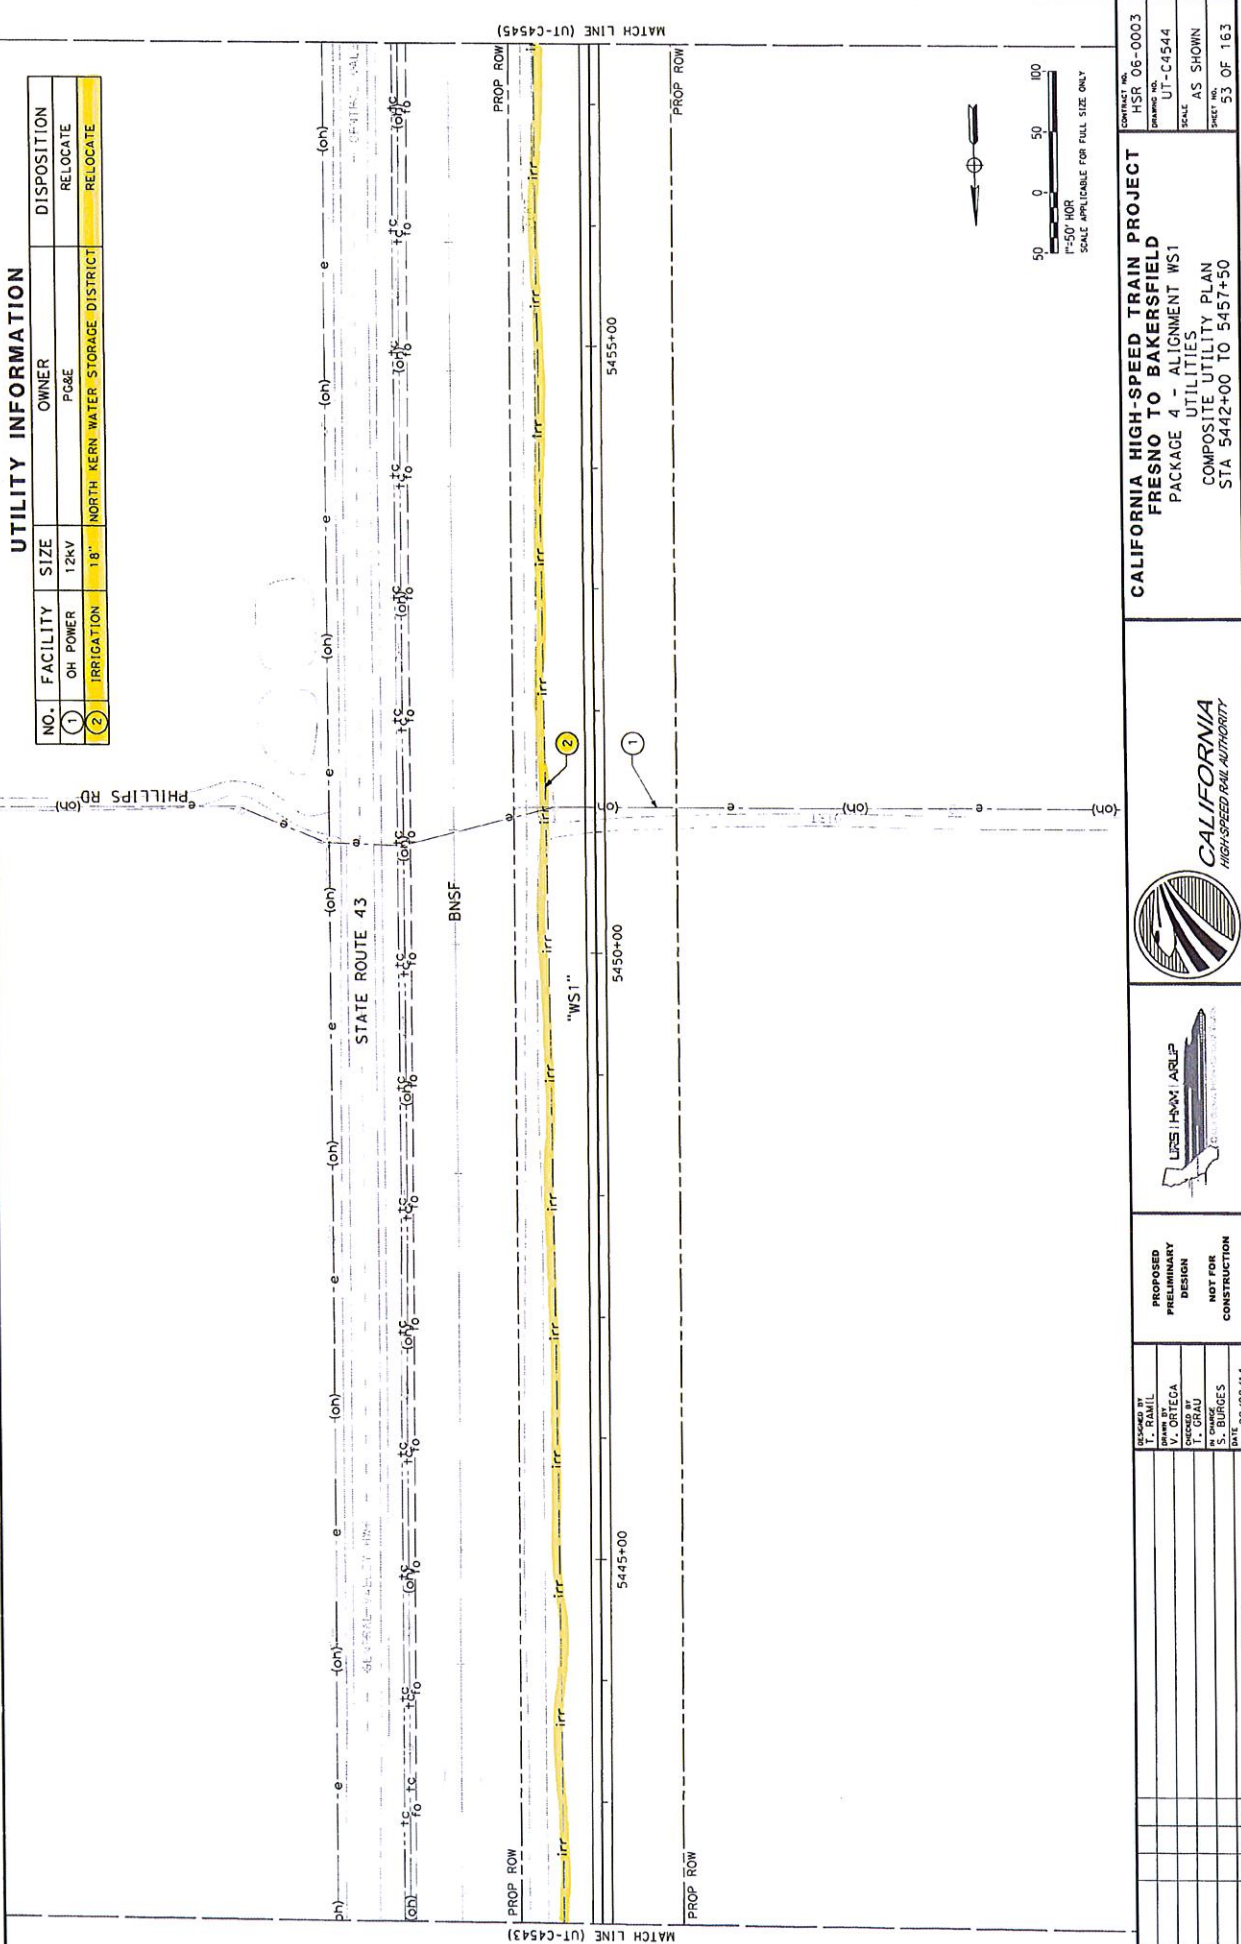 UTILITY INFORMATION
NO. FACILITY SIZE OWNER DISPOSITION
1 OH POWER 12kV PG&E RELOCATE
2 IRRIGATION 18" NORTH KERN WATER STORAGE DISTRICT RELOCATE
MATCH LINE (UT-C4543)
MATCH LINE (UT-C4545)
PHILLIPS RD
STATE ROUTE 43
BNSF
PROP ROW
PROP ROW
PROP ROW
PROP ROW
"WS1"
5445+00
5450+00
5455+00
2
1
50 0 50 100
1"=50' HOR
SCALE APPLICABLE FOR FULL SIZE ONLY
DESIGNED BY
T. RAMIL
DRAWN BY
V. ORTEGA
CHECKED BY
T. GRAU
IN CHARGE
S. BURGES
DATE
PROPOSED
PRELIMINARY
DESIGN
NOT FOR
CONSTRUCTION
URS | HMM | ARUP
CALIFORNIA
HIGH-SPEED RAIL AUTHORITY
CALIFORNIA HIGH-SPEED TRAIN PROJECT
FRESNO TO BAKERSFIELD
PACKAGE 4 - ALIGNMENT WS1
UTILITIES
COMPOSITE UTILITY PLAN
STA 5442+00 TO 5457+50
CONTRACT NO.
HSR 06-0003
DRAWING NO.
UT-C4544
SCALE
AS SHOWN
SHEET NO.
53 OF 163